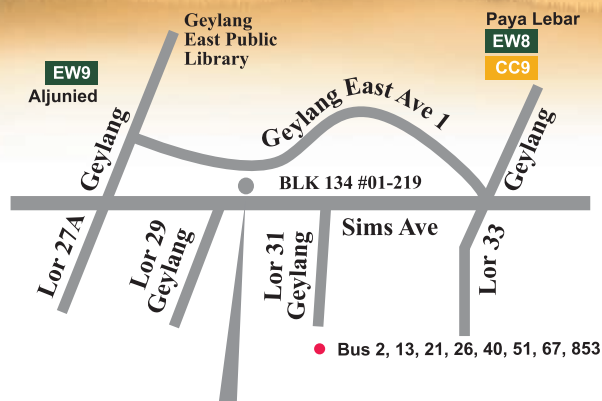 Geylang
East Public
Library
Paya Lebar
EW8
CC9
EW9
Aljunied
Geylang East Ave 1
Geylang
Geylang
BLK 134 #01-219
Sims Ave
Lor 27A
Lor 29
Geylang
Lor 31
Geylang
Lor 33
Bus 2, 13, 21, 26, 40, 51, 67, 853